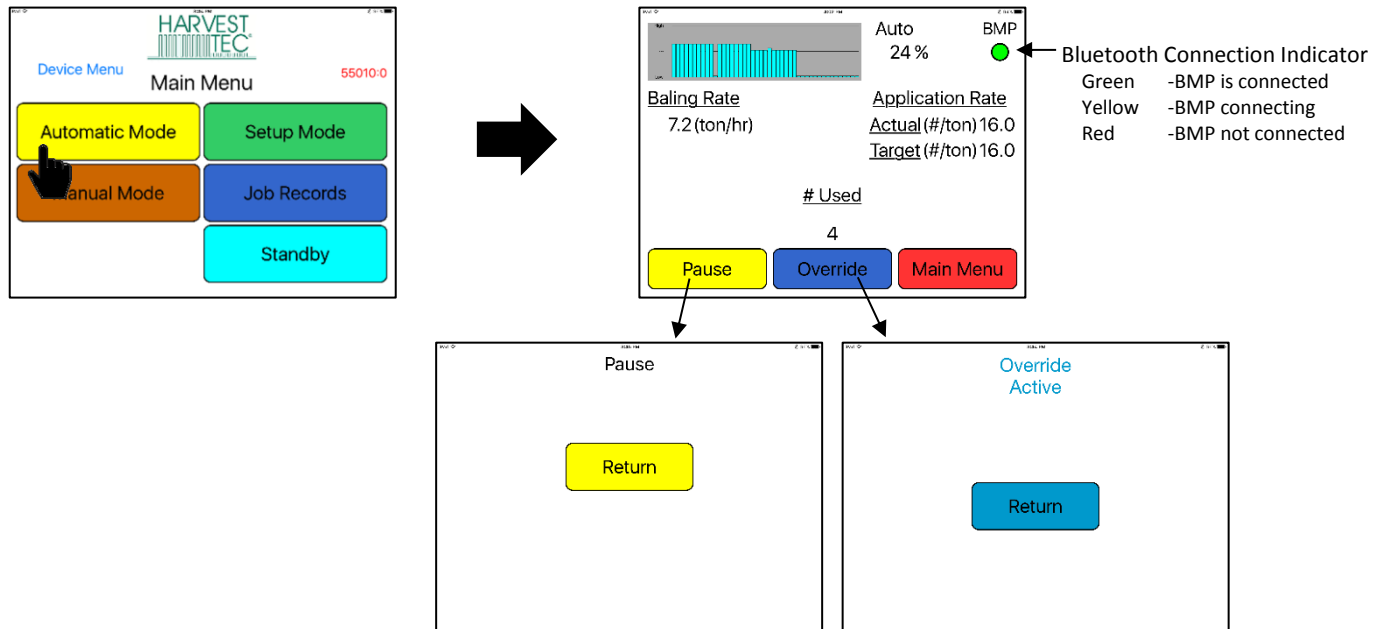 HARVEST
TEC
Device Menu
Main Menu
55010:0
Automatic Mode
Setup Mode
anual Mode
Job Records
Standby
High
Low
Auto
24 %
BMP
Baling Rate
7.2 (ton/hr)
Application Rate
Actual (#/ton) 16.0
Target (#/ton) 16.0
# Used
4
Pause
Override
Main Menu
Bluetooth Connection Indicator
Green -BMP is connected
Yellow -BMP connecting
Red -BMP not connected
Pause
Return
Override
Active
Return